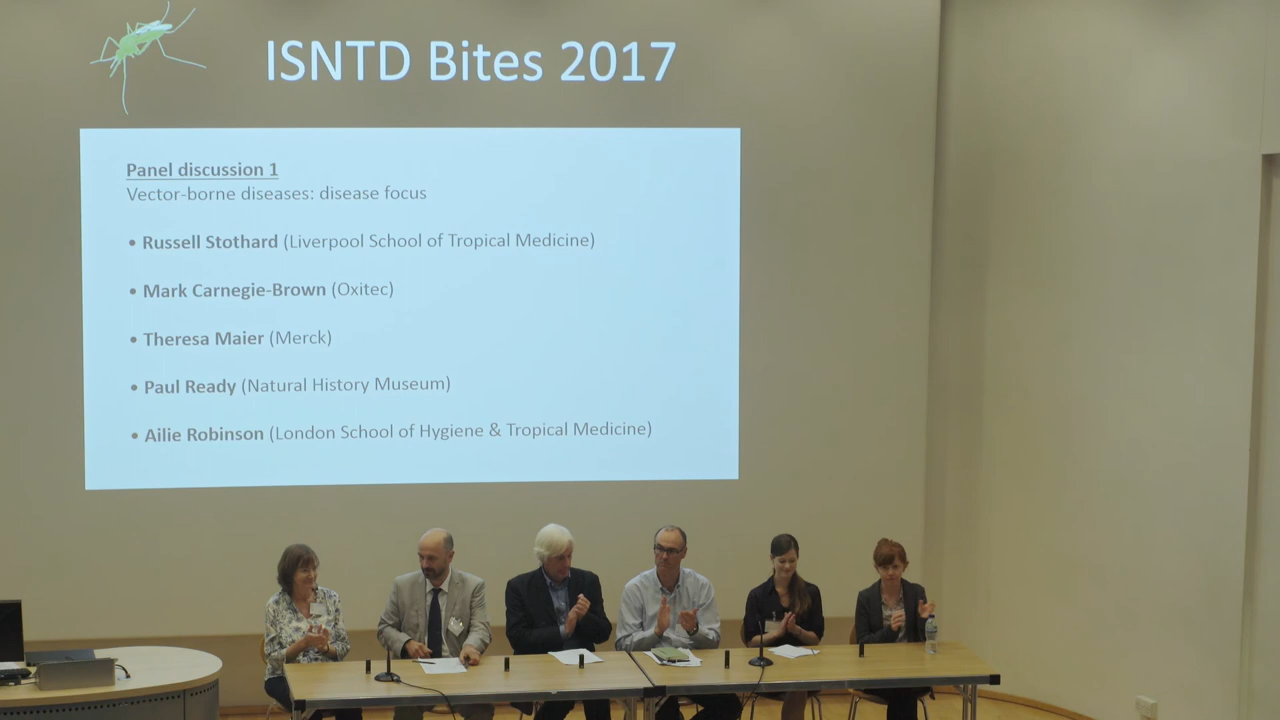 ISNTD Bites 2017
Panel discussion 1
Vector-borne diseases: disease focus
• Russell Stothard (Liverpool School of Tropical Medicine)
• Mark Carnegie-Brown (Oxitec)
• Theresa Maier (Merck)
• Paul Ready (Natural History Museum)
• Ailie Robinson (London School of Hygiene & Tropical Medicine)